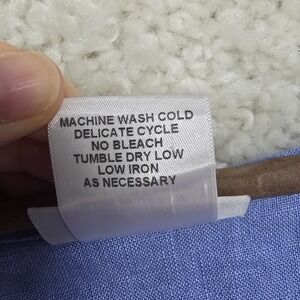 MACHINE WASH COLD
DELICATE CYCLE
NO BLEACH
TUMBLE DRY LOW
LOW IRON
AS NECESSARY